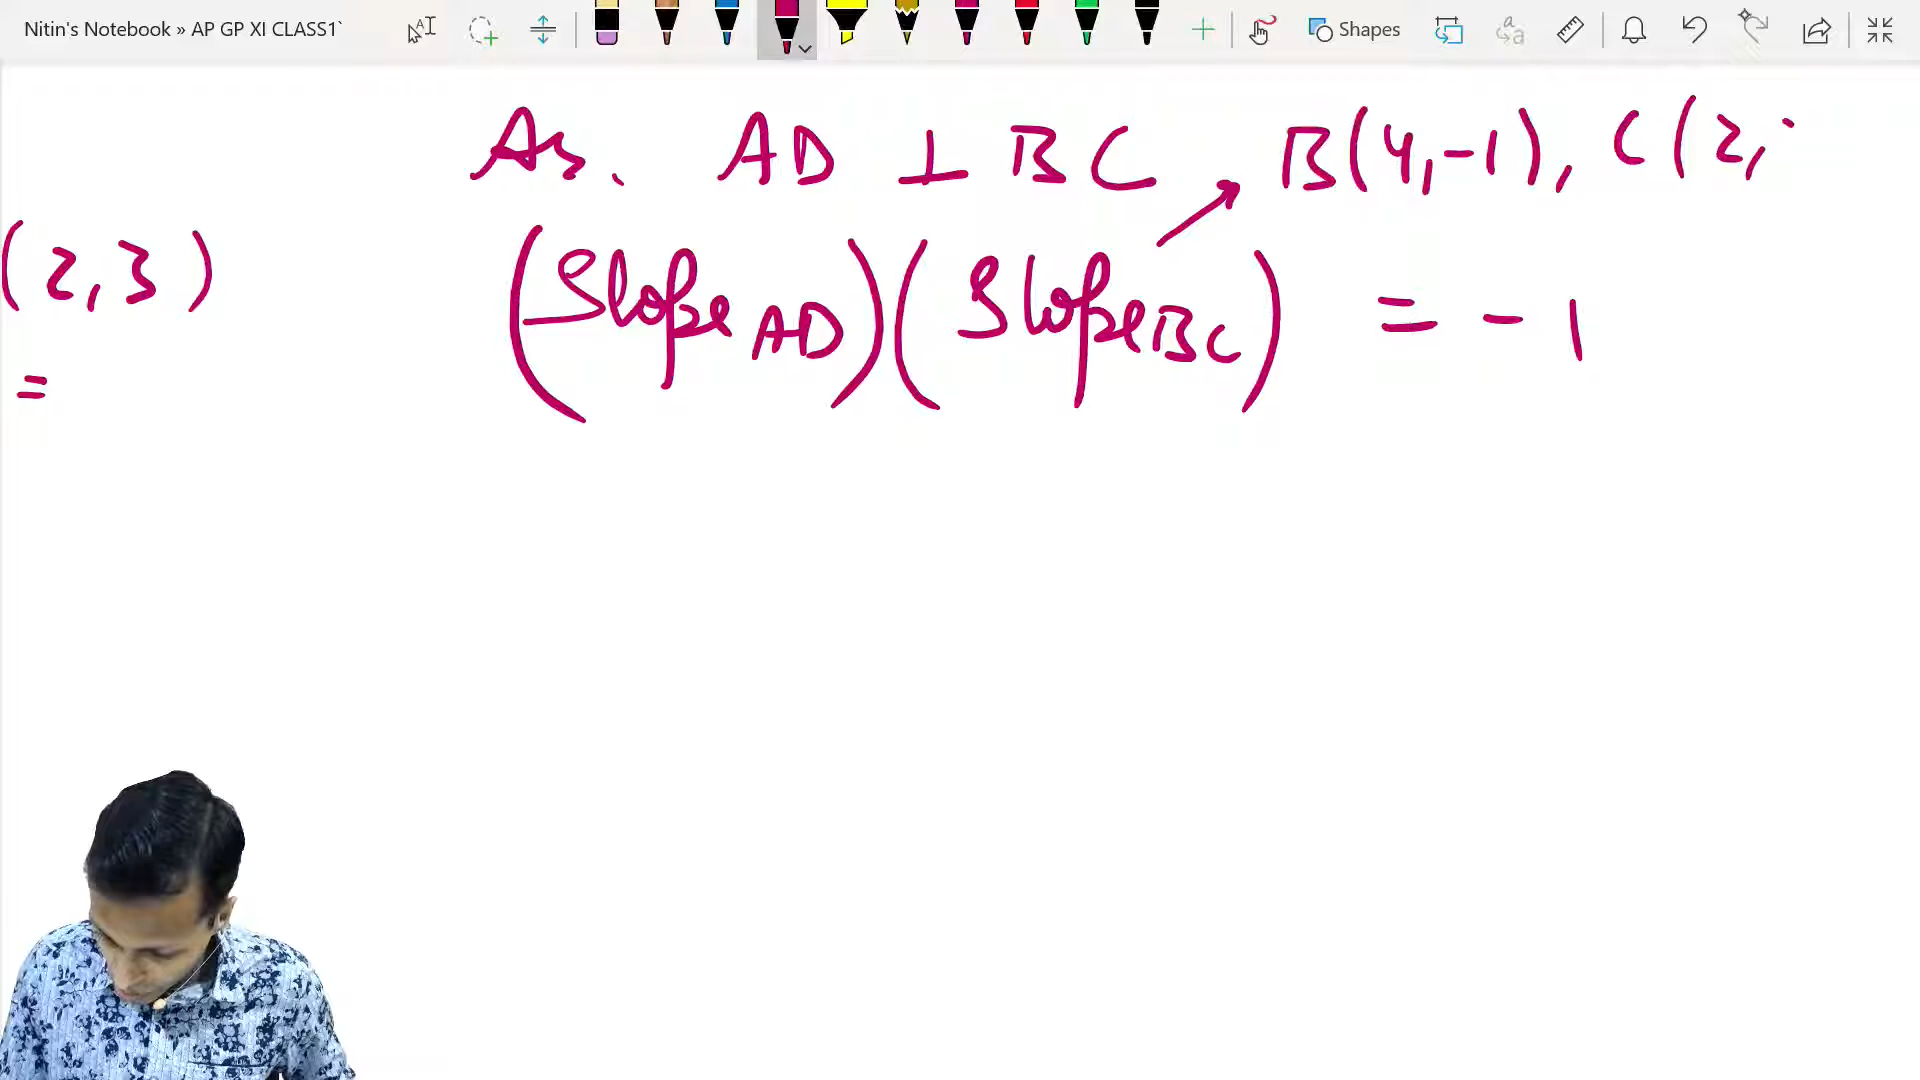 Nitin's Notebook » AP GP XI CLASS1`
Shapes
As. AD ⊥ BC B(4,-1), C(2,
(2,3)
(Slope AD)(Slope BC) = -1
=